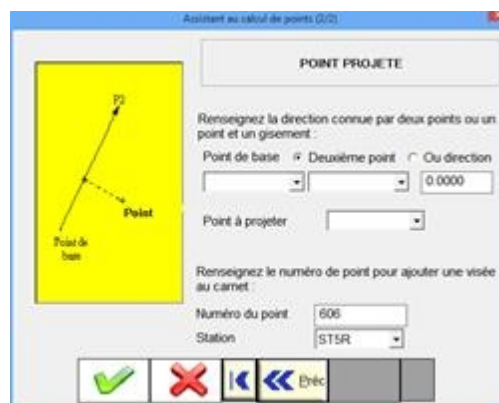 Assistant au calcul de points (2/2)
POINT PROJETE
P2
Point
Point de
base
Renseignez la direction connue par deux points ou un
point et un gisement :
Point de base Deuxième point Ou direction
0.0000
Point à projeter
Renseignez le numéro de point pour ajouter une visée
au carnet :
Numéro du point 606
Station ST5R
Préc